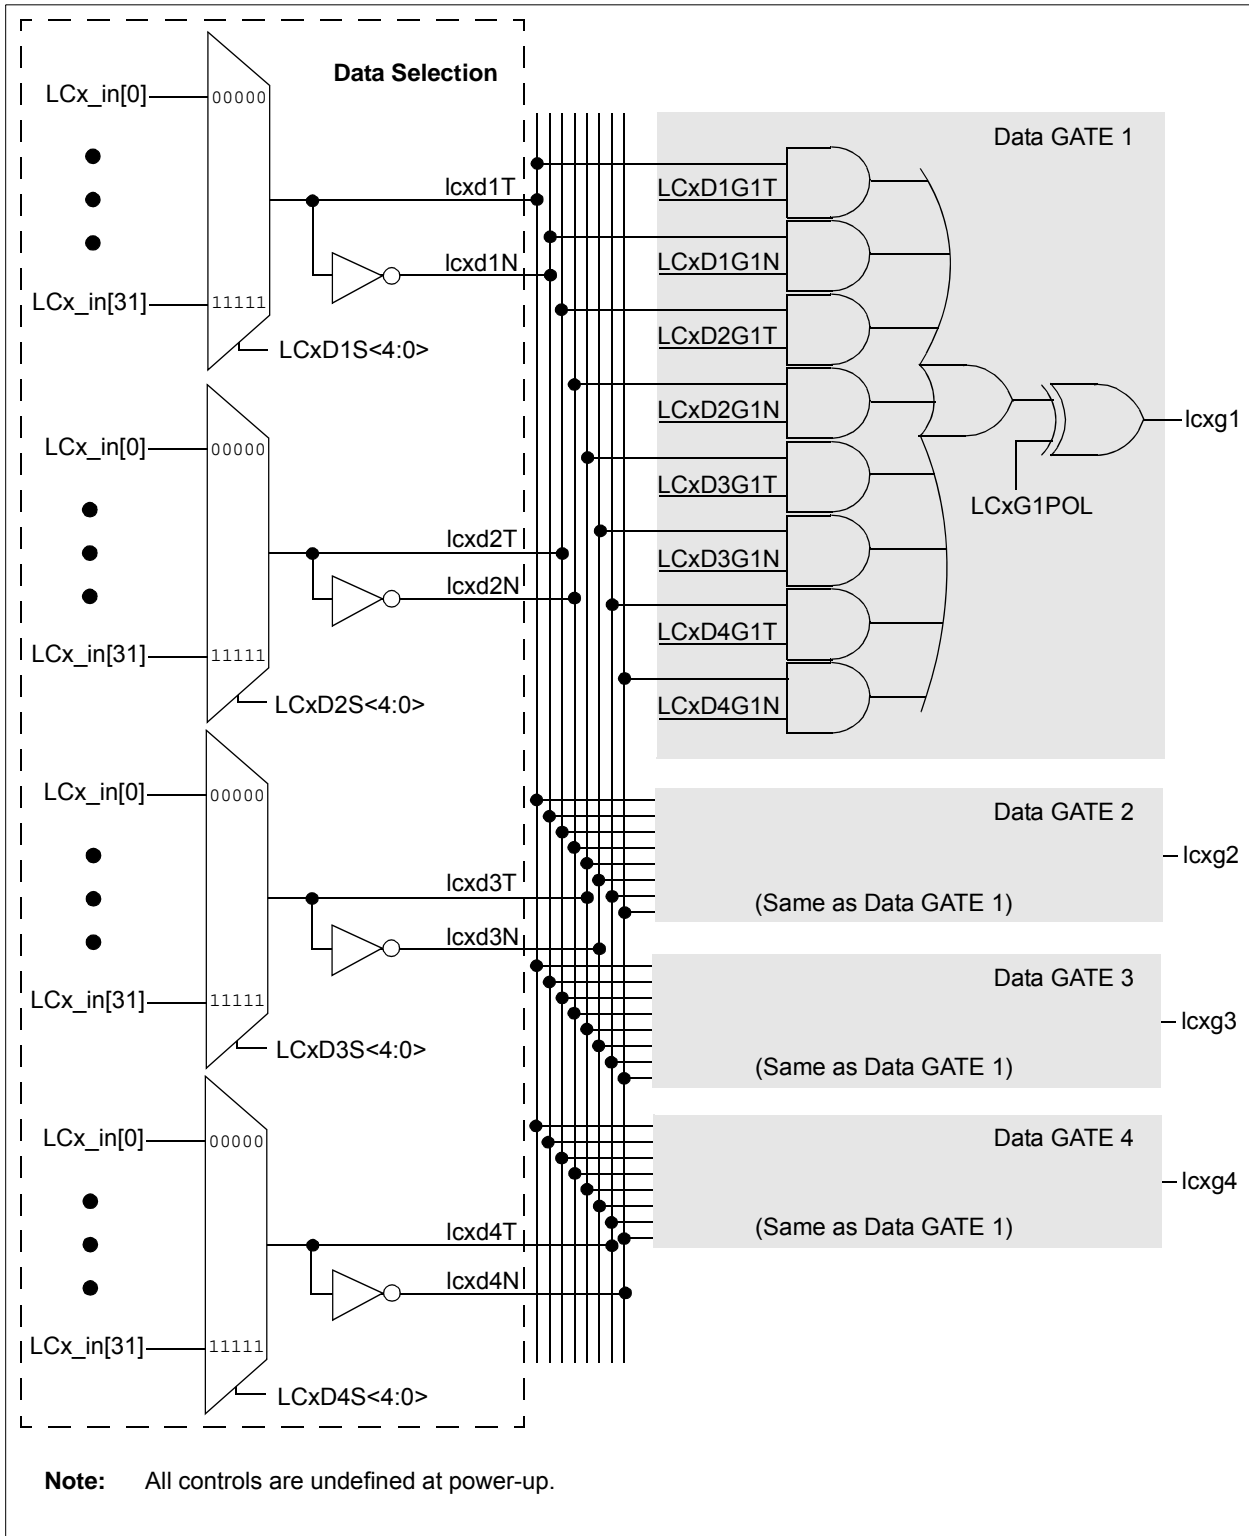 Data Selection
LCx_in[0]
00000
lcxd1T
lcxd1N
LCx_in[31]
11111
LCxD1S<4:0>
LCx_in[0]
00000
lcxd2T
lcxd2N
LCx_in[31]
11111
LCxD2S<4:0>
LCx_in[0]
00000
lcxd3T
lcxd3N
LCx_in[31]
11111
LCxD3S<4:0>
LCx_in[0]
00000
lcxd4T
lcxd4N
LCx_in[31]
11111
LCxD4S<4:0>
Data GATE 1
LCxD1G1T
LCxD1G1N
LCxD2G1T
LCxD2G1N
LCxD3G1T
LCxD3G1N
LCxD4G1T
LCxD4G1N
LCxG1POL
lcxg1
Data GATE 2
(Same as Data GATE 1)
lcxg2
Data GATE 3
(Same as Data GATE 1)
lcxg3
Data GATE 4
(Same as Data GATE 1)
lcxg4
Note: All controls are undefined at power-up.